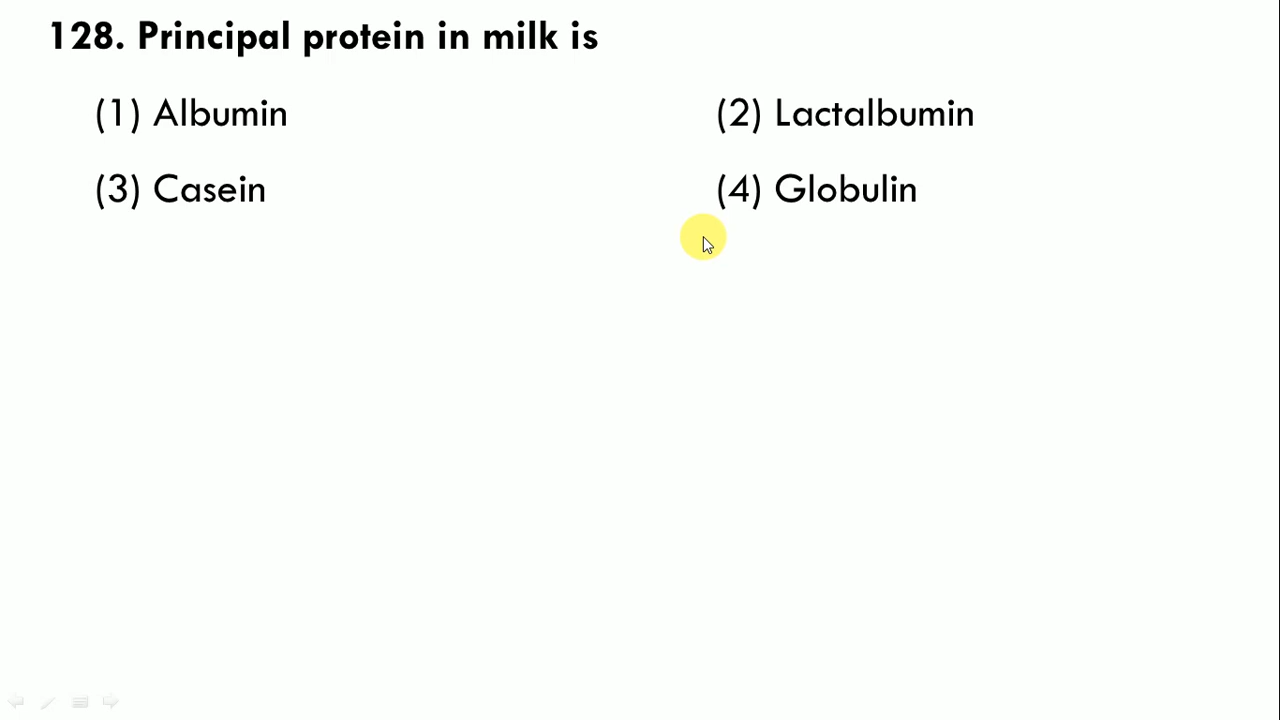 128. Principal protein in milk is
(1) Albumin (2) Lactalbumin
(3) Casein (4) Globulin